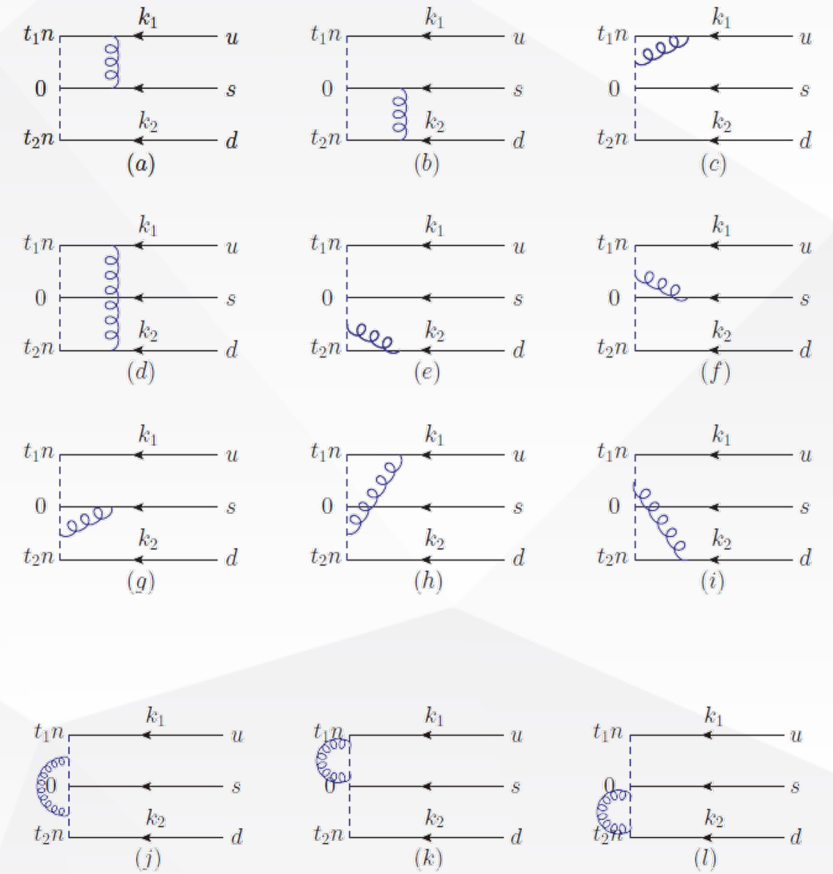 t₁n k₁ u
0 s
t₂n k₂ d
(a)
t₁n k₁ u
0 s
t₂n k₂ d
(b)
t₁n k₁ u
0 s
t₂n k₂ d
(c)
t₁n k₁ u
0 s
t₂n k₂ d
(d)
t₁n k₁ u
0 s
t₂n k₂ d
(e)
t₁n k₁ u
0 s
t₂n k₂ d
(f)
t₁n k₁ u
0 s
t₂n k₂ d
(g)
t₁n k₁ u
0 s
t₂n k₂ d
(h)
t₁n k₁ u
0 s
t₂n k₂ d
(i)
t₁n k₁ u
0 s
t₂n k₂ d
(j)
t₁n k₁ u
0 s
t₂n k₂ d
(k)
t₁n k₁ u
0 s
t₂n k₂ d
(l)